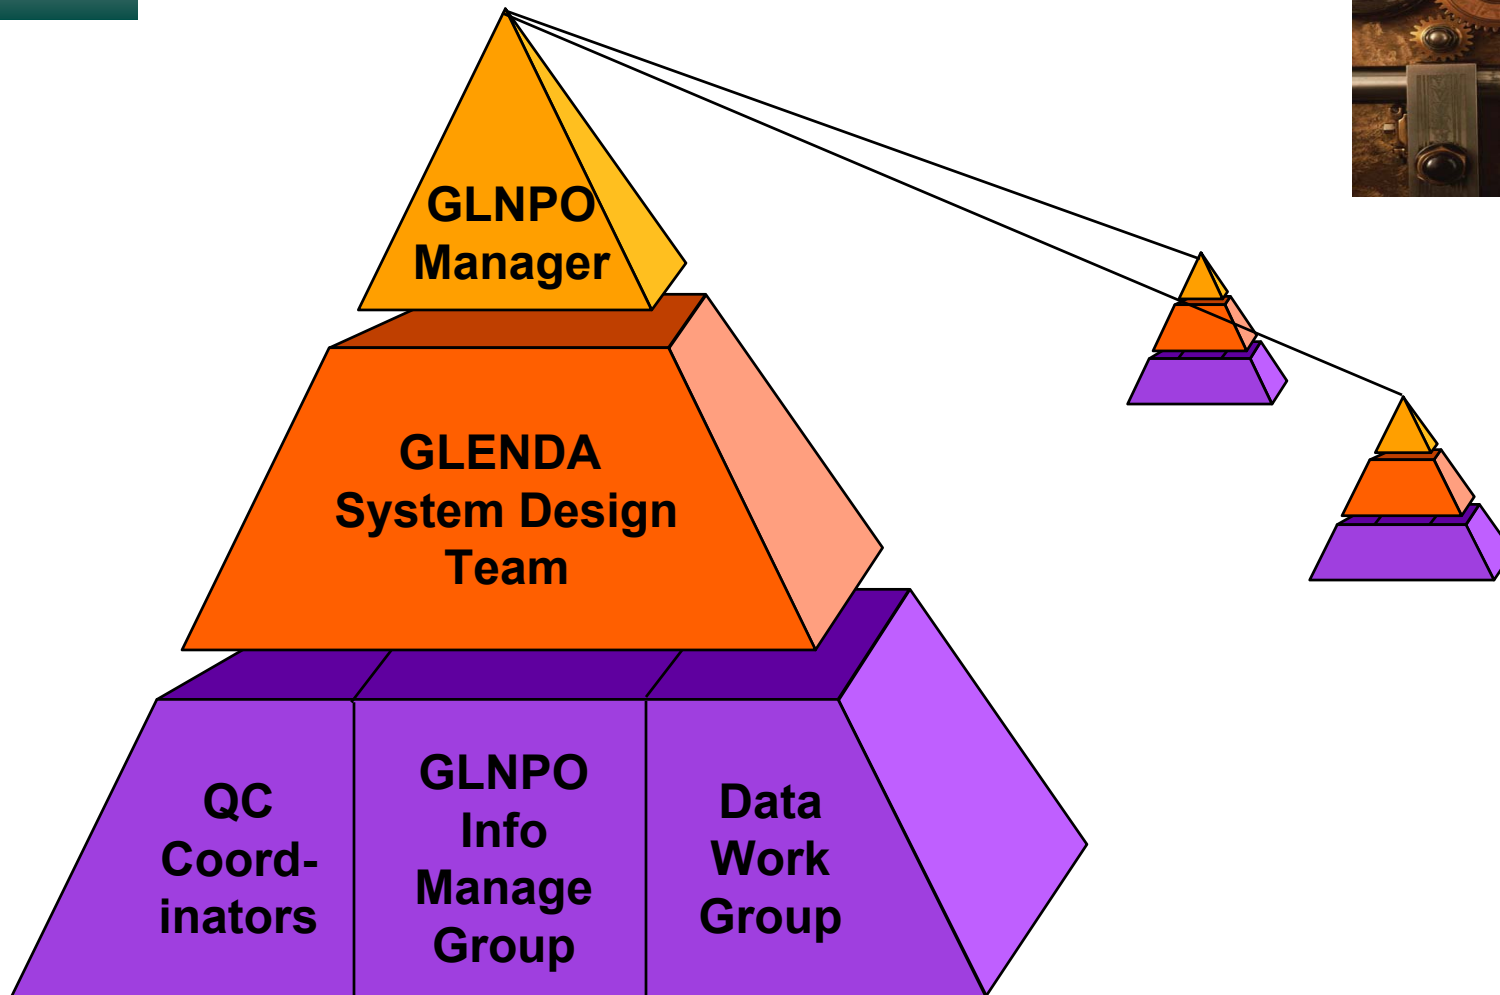 GLNPO
Manager
GLENDA
System Design
Team
QC
Coord-
inators
GLNPO
Info
Manage
Group
Data
Work
Group